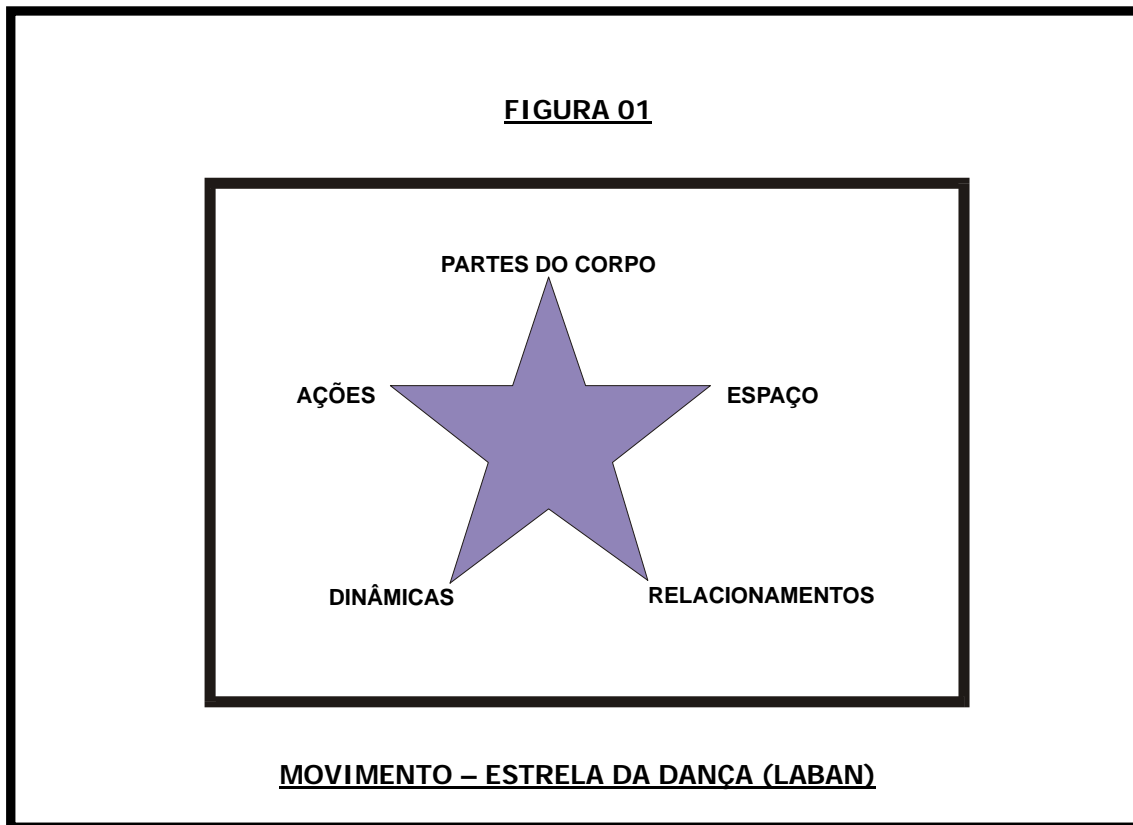 FIGURA 01
PARTES DO CORPO
AÇÕES
ESPAÇO
DINÂMICAS
RELACIONAMENTOS
MOVIMENTO – ESTRELA DA DANÇA (LABAN)